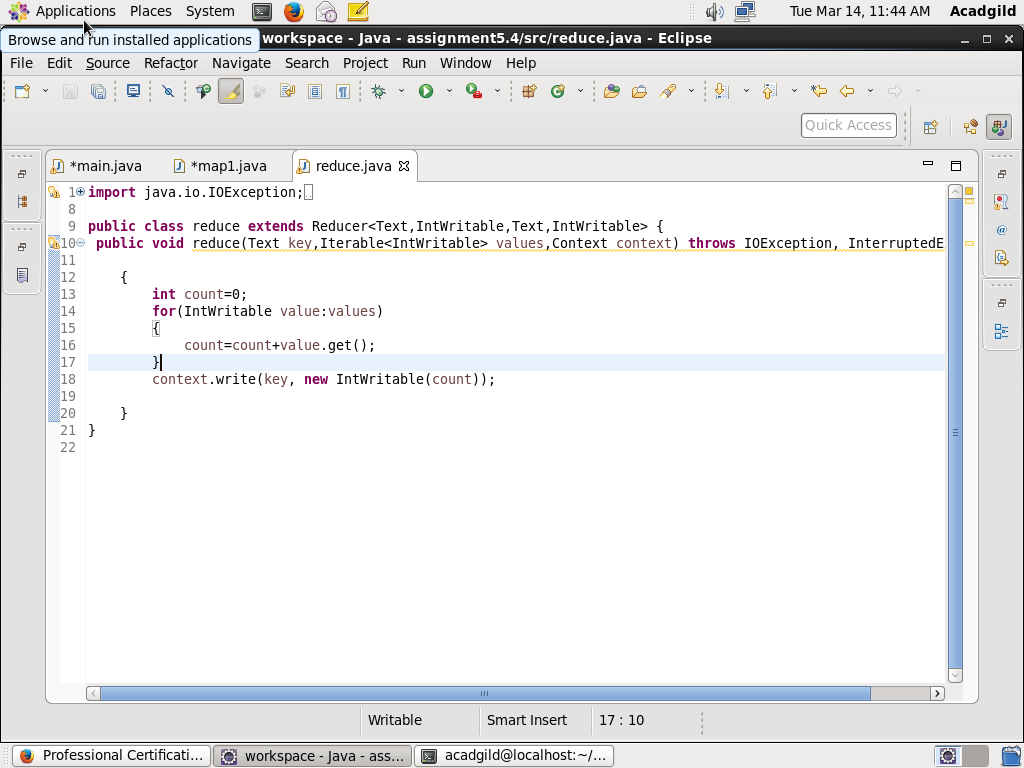 Applications Places System Tue Mar 14, 11:44 AM Acadgild
Browse and run installed applications
workspace - Java - assignment5.4/src/reduce.java - Eclipse
File Edit Source Refactor Navigate Search Project Run Window Help
Quick Access
*main.java *map1.java reduce.java
1 import java.io.IOException;
8
9 public class reduce extends Reducer<Text,IntWritable,Text,IntWritable> {
10 public void reduce(Text key,Iterable<IntWritable> values,Context context) throws IOException, InterruptedE
11
12 {
13 int count=0;
14 for(IntWritable value:values)
15 {
16 count=count+value.get();
17 }
18 context.write(key, new IntWritable(count));
19
20 }
21 }
22
Writable Smart Insert 17 : 10
Professional Certificati... workspace - Java - ass... acadgild@localhost:~/...